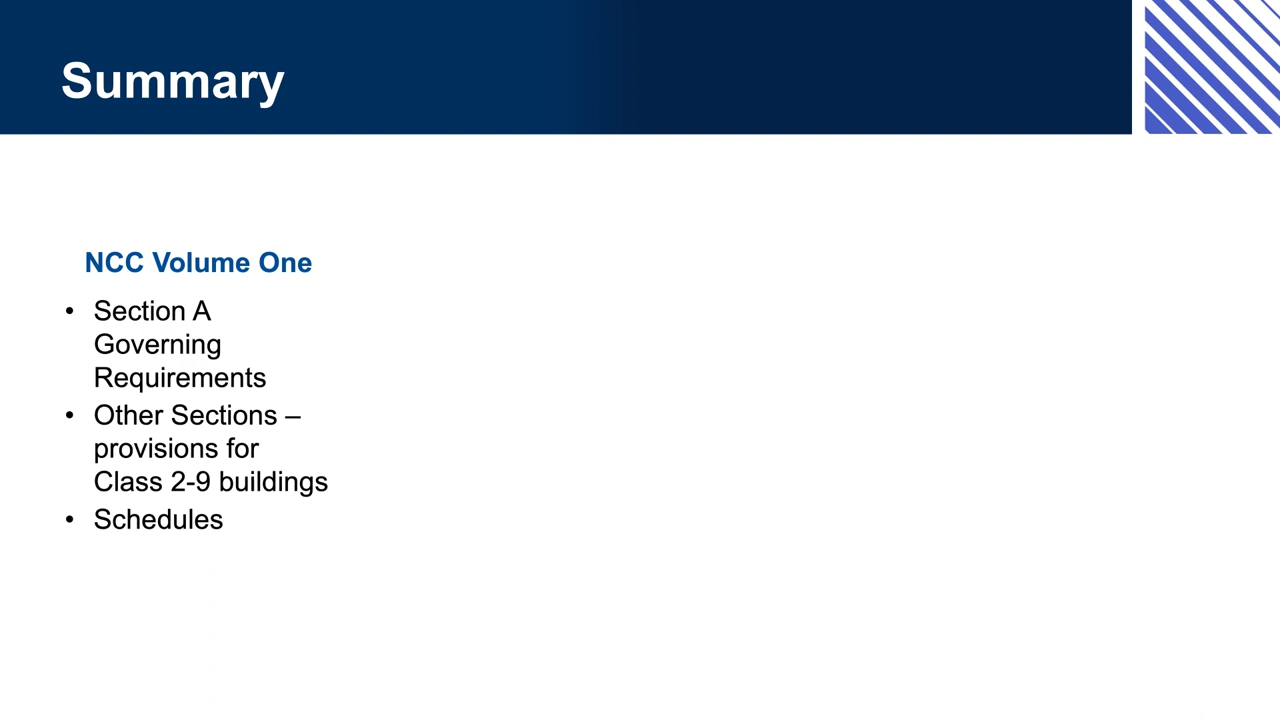 Summary
NCC Volume One
• Section A
Governing
Requirements
• Other Sections –
provisions for
Class 2-9 buildings
• Schedules